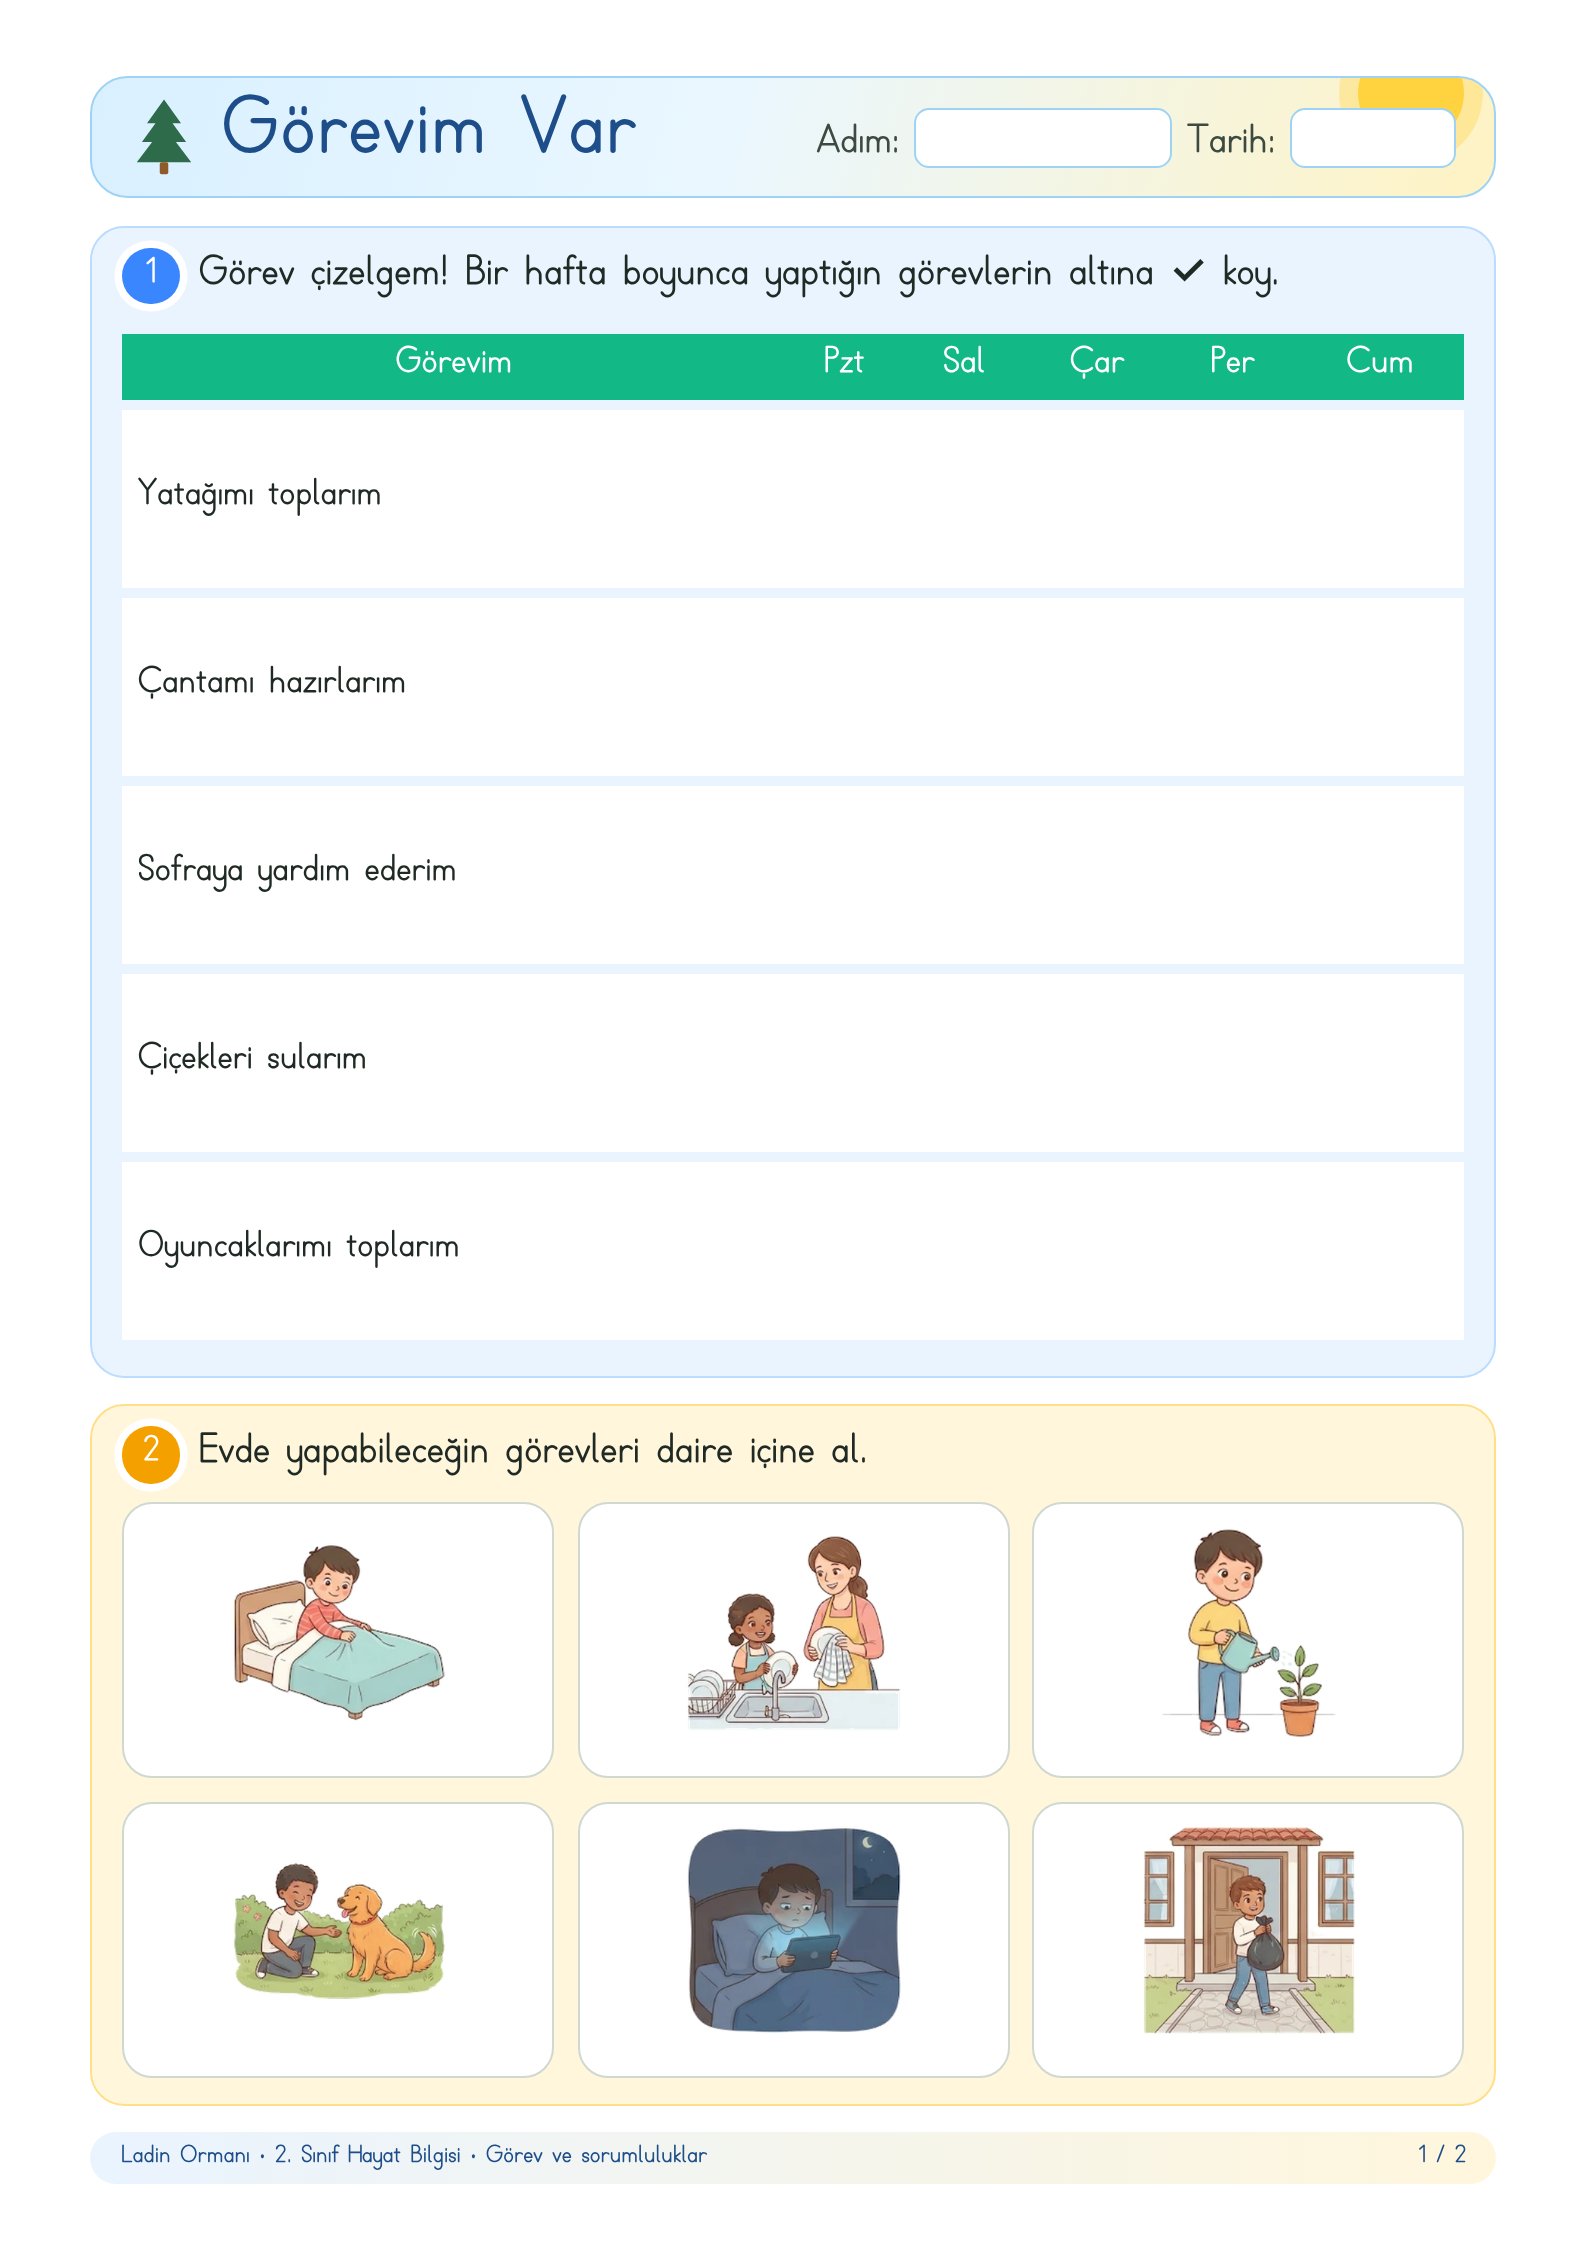 Görevim Var
Adım:
Tarih:
1 Görev çizelgem! Bir hafta boyunca yaptığın görevlerin altına ✓ koy.
Görevim Pzt Sal Çar Per Cum
Yatağımı toplarım
Çantamı hazırlarım
Sofraya yardım ederim
Çiçekleri sularım
Oyuncaklarımı toplarım
2 Evde yapabileceğin görevleri daire içine al.
Ladin Ormanı • 2. Sınıf Hayat Bilgisi • Görev ve sorumluluklar 1 / 2